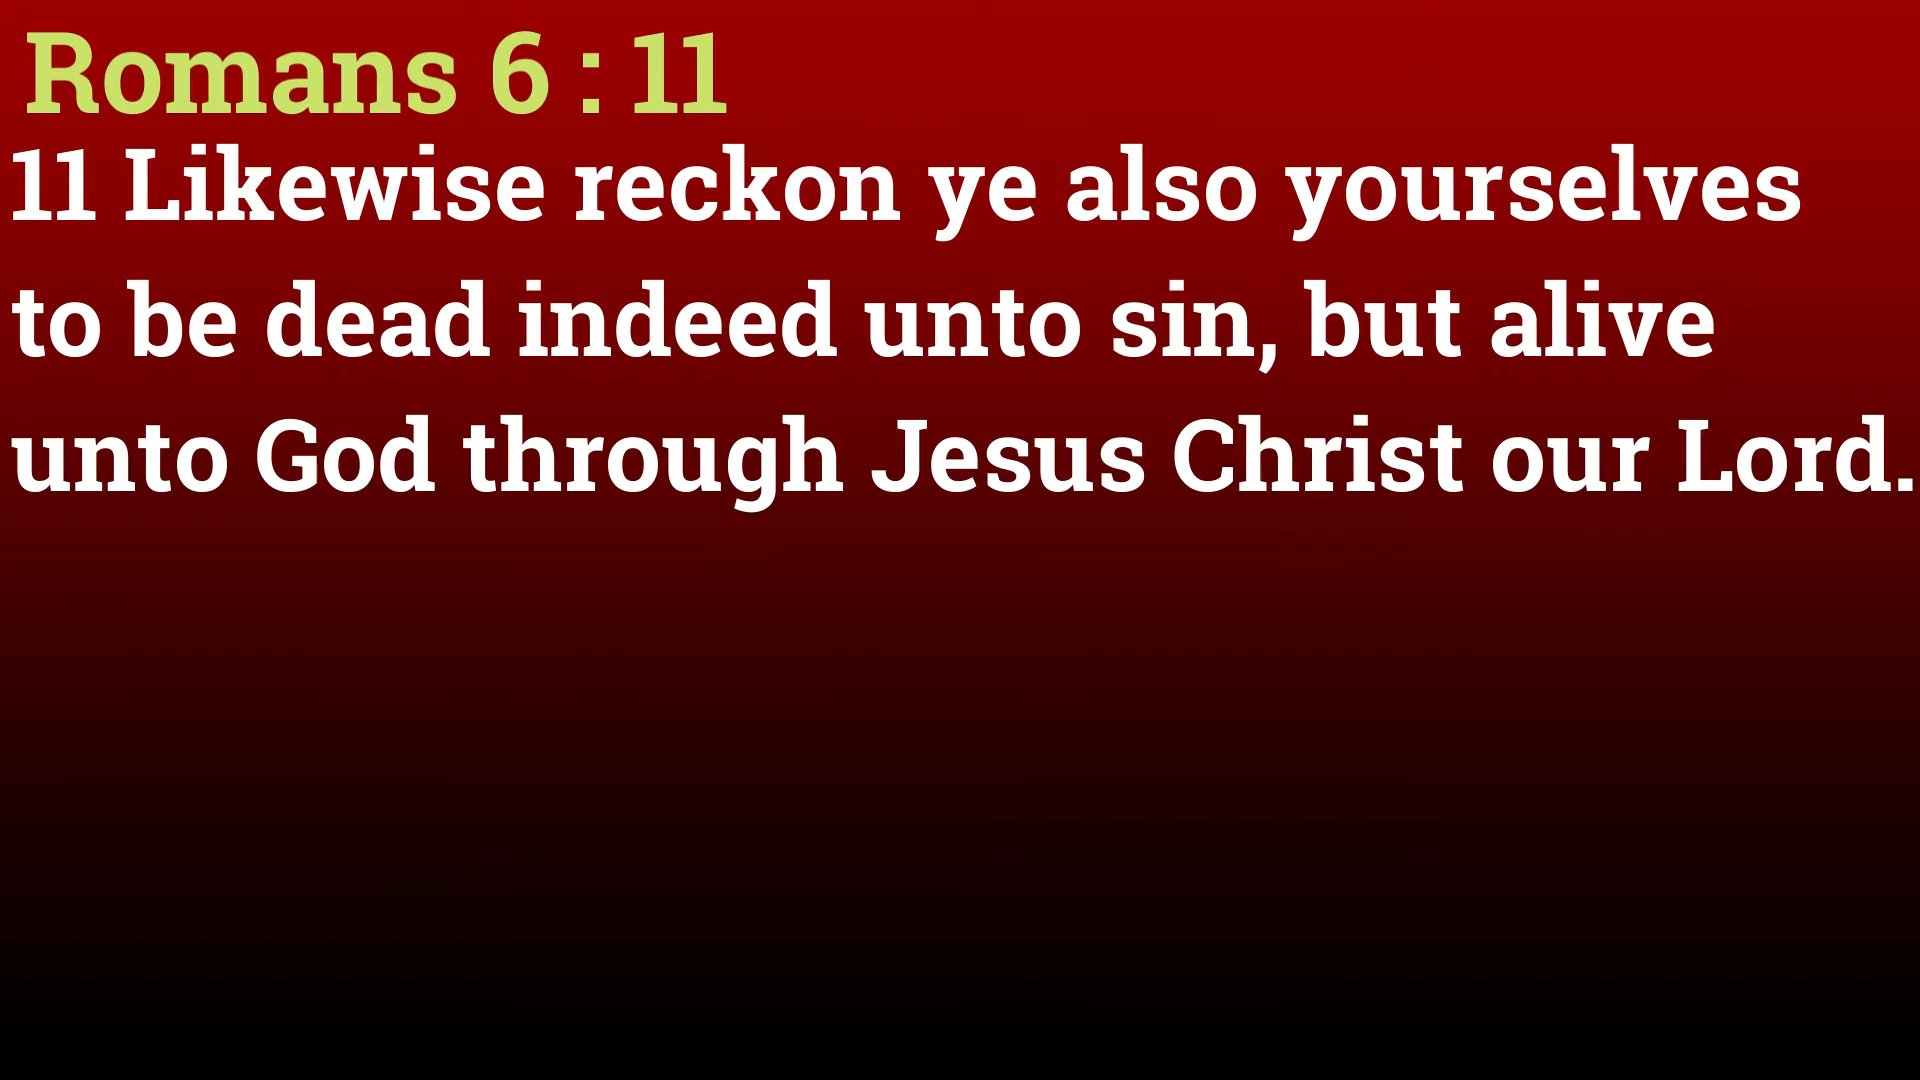 Romans 6 : 11
11 Likewise reckon ye also yourselves
to be dead indeed unto sin, but alive
unto God through Jesus Christ our Lord.